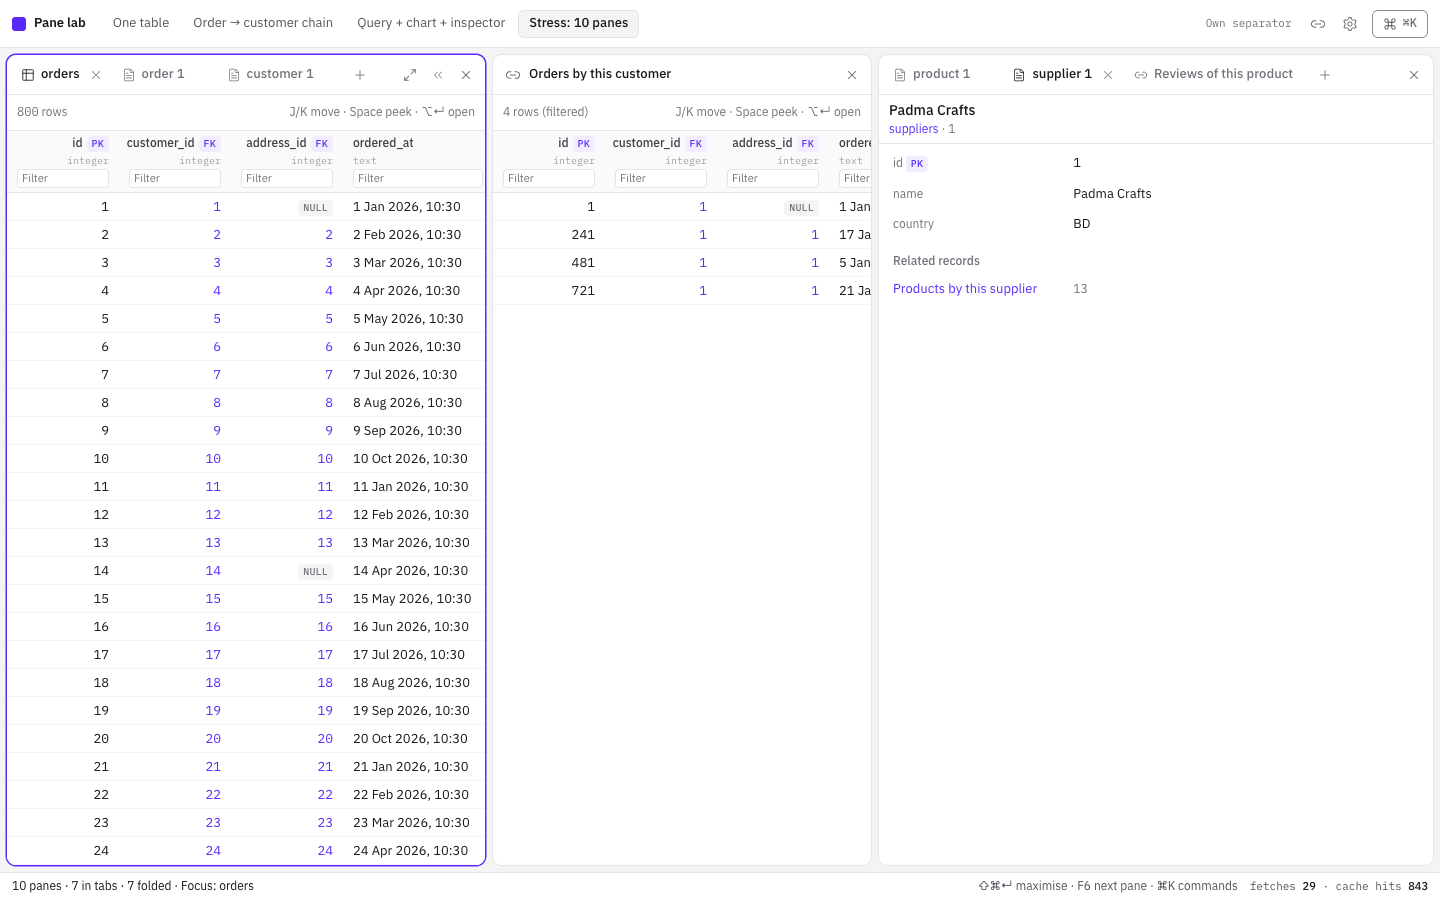 Pane lab One table Order → customer chain Query + chart + inspector Stress: 10 panes Own separator ⌘ ⌘K
orders order 1 customer 1
800 rows J/K move · Space peek · ⌥↵ open
id PK customer_id FK address_id FK ordered_at
integer integer integer text
Filter Filter Filter Filter
1 1 NULL 1 Jan 2026, 10:30
2 2 2 2 Feb 2026, 10:30
3 3 3 3 Mar 2026, 10:30
4 4 4 4 Apr 2026, 10:30
5 5 5 5 May 2026, 10:30
6 6 6 6 Jun 2026, 10:30
7 7 7 7 Jul 2026, 10:30
8 8 8 8 Aug 2026, 10:30
9 9 9 9 Sep 2026, 10:30
10 10 10 10 Oct 2026, 10:30
11 11 11 11 Jan 2026, 10:30
12 12 12 12 Feb 2026, 10:30
13 13 13 13 Mar 2026, 10:30
14 14 NULL 14 Apr 2026, 10:30
15 15 15 15 May 2026, 10:30
16 16 16 16 Jun 2026, 10:30
17 17 17 17 Jul 2026, 10:30
18 18 18 18 Aug 2026, 10:30
19 19 19 19 Sep 2026, 10:30
20 20 20 20 Oct 2026, 10:30
21 21 21 21 Jan 2026, 10:30
22 22 22 22 Feb 2026, 10:30
23 23 23 23 Mar 2026, 10:30
24 24 24 24 Apr 2026, 10:30
Orders by this customer
4 rows (filtered) J/K move · Space peek · ⌥↵ open
id PK customer_id FK address_id FK ordere
integer integer integer text
Filter Filter Filter Filter
1 1 NULL 1 Jan
241 1 1 17 Ja
481 1 1 5 Jan
721 1 1 21 Ja
product 1 supplier 1 Reviews of this product
Padma Crafts
suppliers · 1
id PK 1
name Padma Crafts
country BD
Related records
Products by this supplier 13
10 panes · 7 in tabs · 7 folded · Focus: orders ⇧⌘↵ maximise · F6 next pane · ⌘K commands fetches 29 · cache hits 843